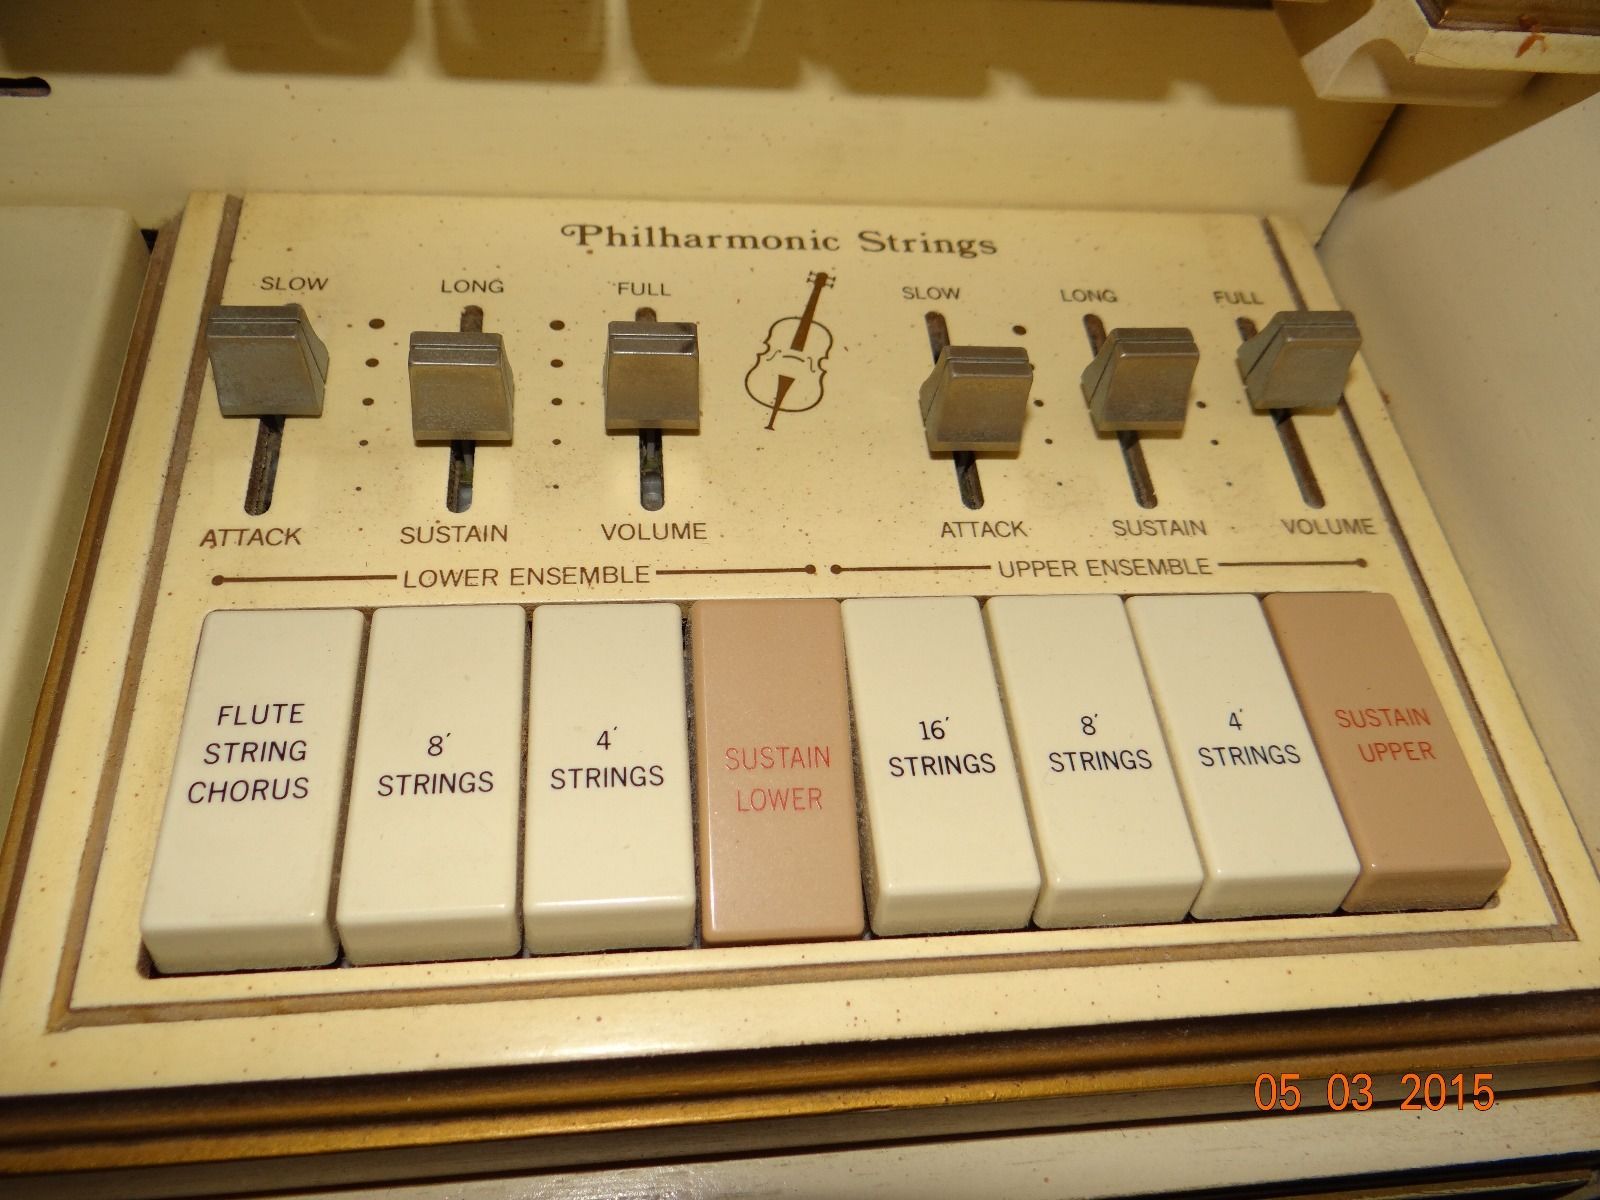 Philharmonic Strings
SLOW LONG FULL SLOW LONG FULL
ATTACK SUSTAIN VOLUME ATTACK SUSTAIN VOLUME
LOWER ENSEMBLE UPPER ENSEMBLE
FLUTE
STRING
CHORUS
8'
STRINGS
4'
STRINGS
SUSTAIN
LOWER
16'
STRINGS
8'
STRINGS
4'
STRINGS
SUSTAIN
UPPER
05 03 2015